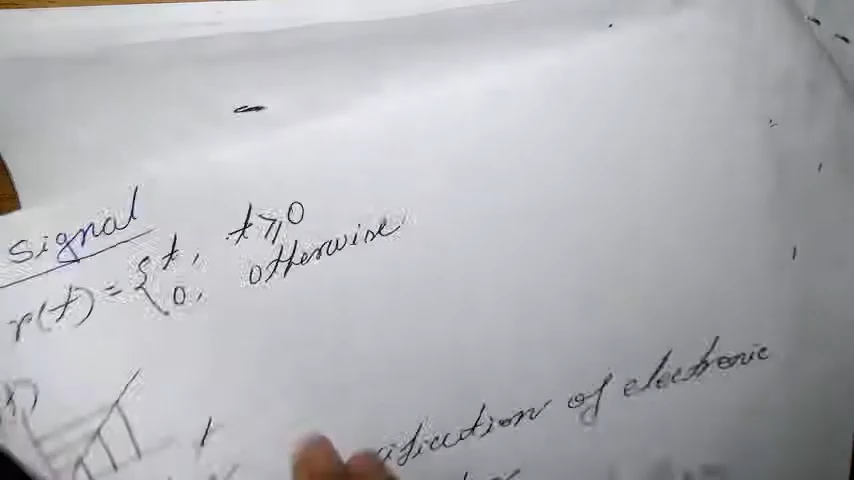 Signal
r(t) = { t, t ≥ 0
0, otherwise
of electronic